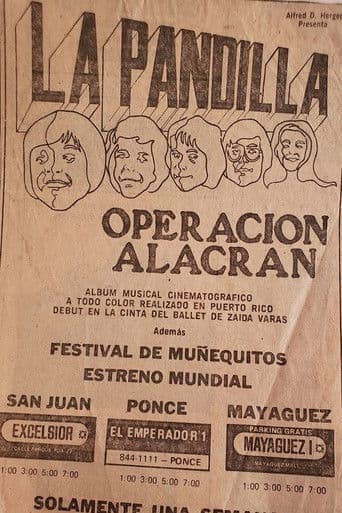 Alfred D. Herger
Presenta
LA PANDILLA
OPERACION
ALACRAN
ALBUM MUSICAL CINEMATOGRAFICO
A TODO COLOR REALIZADO EN PUERTO RICO
DEBUT EN LA CINTA DEL BALLET DE ZAIDA VARAS
Además
FESTIVAL DE MUÑEQUITOS
ESTRENO MUNDIAL
SAN JUAN
EXCELSIOR
1:00 3:00 5:00 7:00
PONCE
EL EMPERADOR 1
844-1111 - PONCE
1:00 3:00 5:00 7:00
MAYAGUEZ
PARKING GRATIS
MAYAGUEZ I
MAYAGUEZ MALL
1:00 3:00 5:00 7:00
SOLAMENTE UNA SEMANA